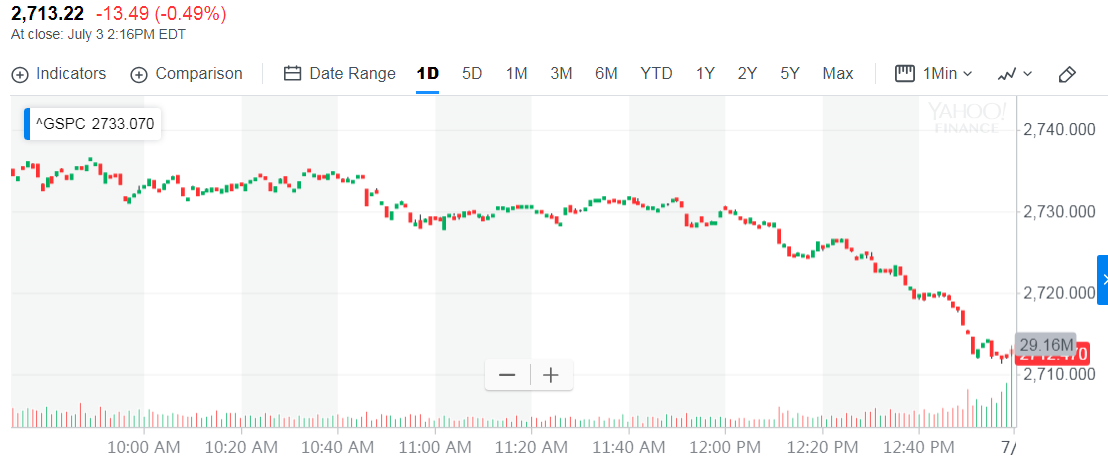 2,713.22 -13.49 (-0.49%)
At close: July 3 2:16PM EDT
Indicators Comparison Date Range 1D 5D 1M 3M 6M YTD 1Y 2Y 5Y Max 1Min
^GSPC 2733.070
YAHOO!
FINANCE
2,740.000
2,730.000
2,720.000
29.16M
2,710.000
10:00 AM 10:20 AM 10:40 AM 11:00 AM 11:20 AM 11:40 AM 12:00 PM 12:20 PM 12:40 PM 7/